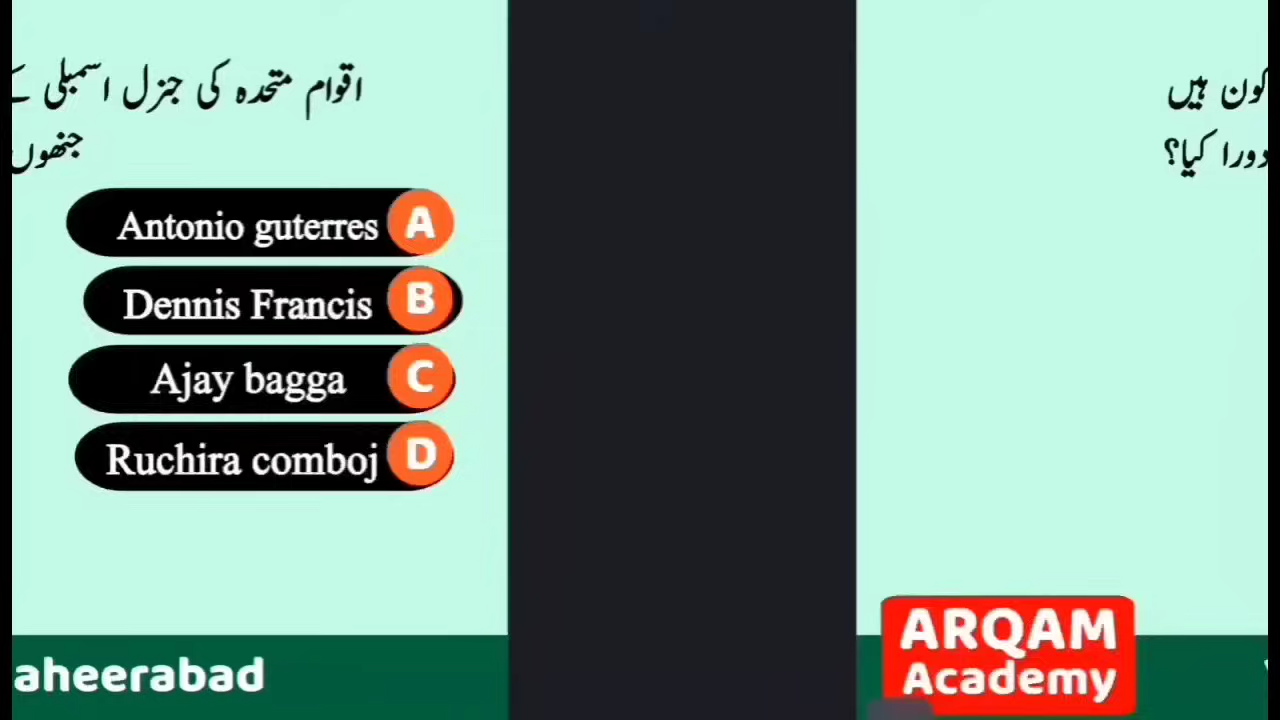 اقوام متحدہ کی جنرل اسمبلی کے
جنھوں
Antonio guterres A
Dennis Francis B
Ajay bagga C
Ruchira comboj D
aheerabad
کون ہیں
دورا کیا؟
ARQAM
Academy